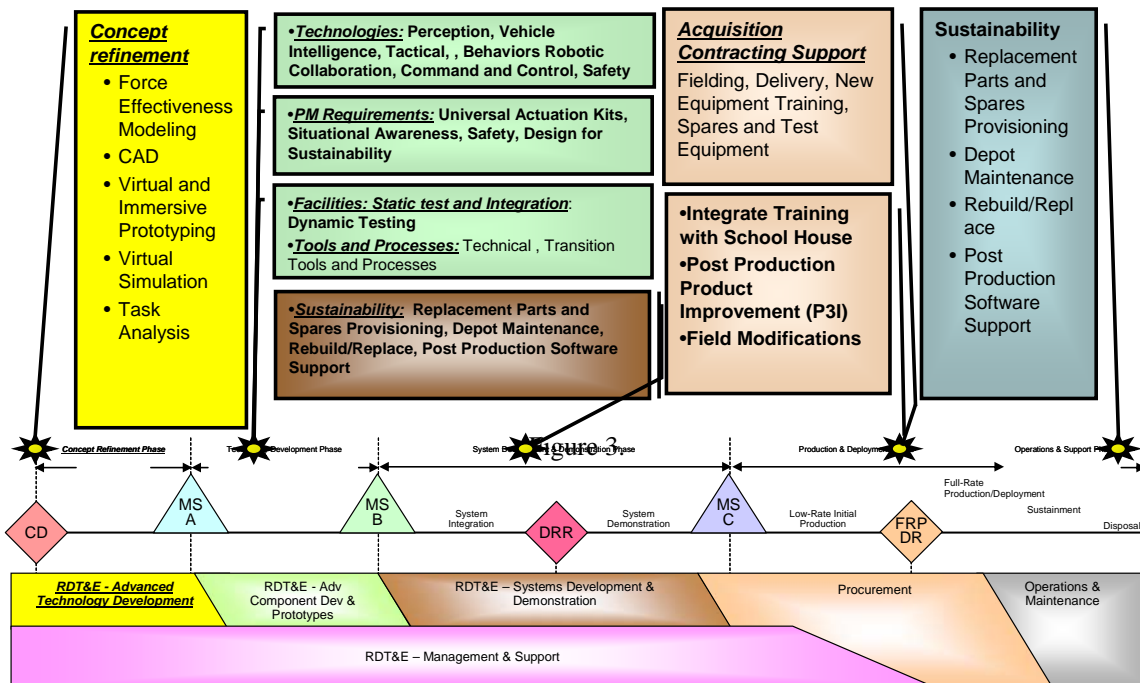 Concept
refinement
• Force
Effectiveness
Modeling
• CAD
• Virtual and
Immersive
Prototyping
• Virtual
Simulation
• Task
Analysis
•Technologies: Perception, Vehicle
Intelligence, Tactical, , Behaviors Robotic
Collaboration, Command and Control, Safety
•PM Requirements: Universal Actuation Kits,
Situational Awareness, Safety, Design for
Sustainability
•Facilities: Static test and Integration:
Dynamic Testing
•Tools and Processes: Technical , Transition
Tools and Processes
•Sustainability: Replacement Parts and
Spares Provisioning, Depot Maintenance,
Rebuild/Replace, Post Production Software
Support
Acquisition
Contracting Support
Fielding, Delivery, New
Equipment Training,
Spares and Test
Equipment
•Integrate Training
with School House
•Post Production
Product
Improvement (P3I)
•Field Modifications
Sustainability
• Replacement
Parts and
Spares
Provisioning
• Depot
Maintenance
• Rebuild/Repl
ace
• Post
Production
Software
Support
Figure 3.
Concept Refinement Phase
Development Phase
System & Demonstration Phase
Production &
Operations & Support
Full-Rate
Production/Deployment
CD
MS
A
MS
B
System
Integration
DRR
System
Demonstration
MS
C
Low-Rate Initial
Production
FRP
DR
Sustainment
Disposal
RDT&E - Advanced
Technology Development
RDT&E - Adv
Component Dev &
Prototypes
RDT&E – Systems Development &
Demonstration
Procurement
Operations &
Maintenance
RDT&E – Management & Support